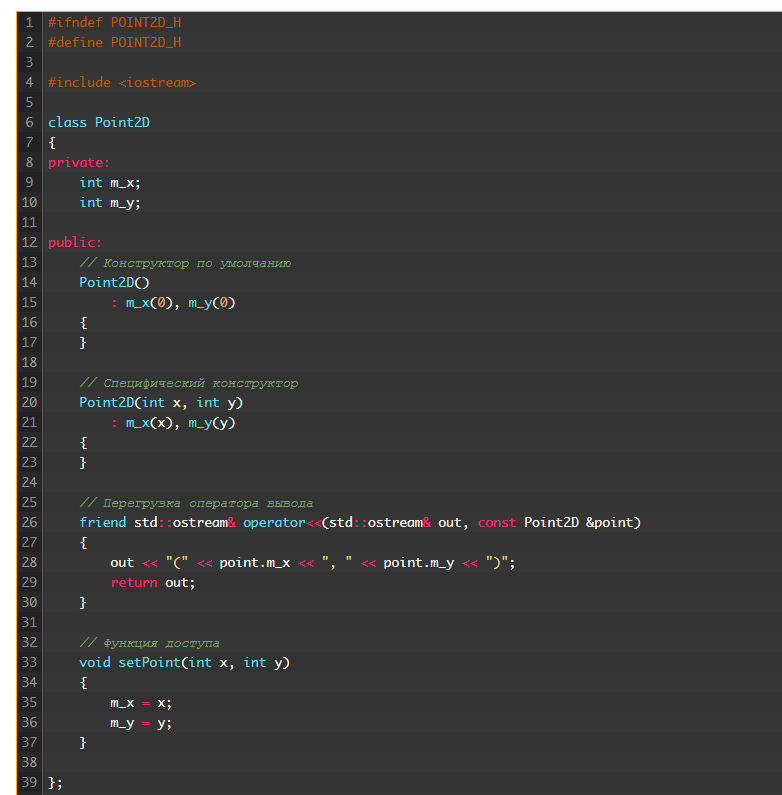 1 #ifndef POINT2D_H
2 #define POINT2D_H
3
4 #include <iostream>
5
6 class Point2D
7 {
8 private:
9     int m_x;
10     int m_y;
11
12 public:
13     // Конструктор по умолчанию
14     Point2D()
15         : m_x(0), m_y(0)
16     {
17     }
18
19     // Специфический конструктор
20     Point2D(int x, int y)
21         : m_x(x), m_y(y)
22     {
23     }
24
25     // Перегрузка оператора вывода
26     friend std::ostream& operator<<(std::ostream& out, const Point2D &point)
27     {
28         out << "(" << point.m_x << ", " << point.m_y << ")";
29         return out;
30     }
31
32     // Функция доступа
33     void setPoint(int x, int y)
34     {
35         m_x = x;
36         m_y = y;
37     }
38
39 };